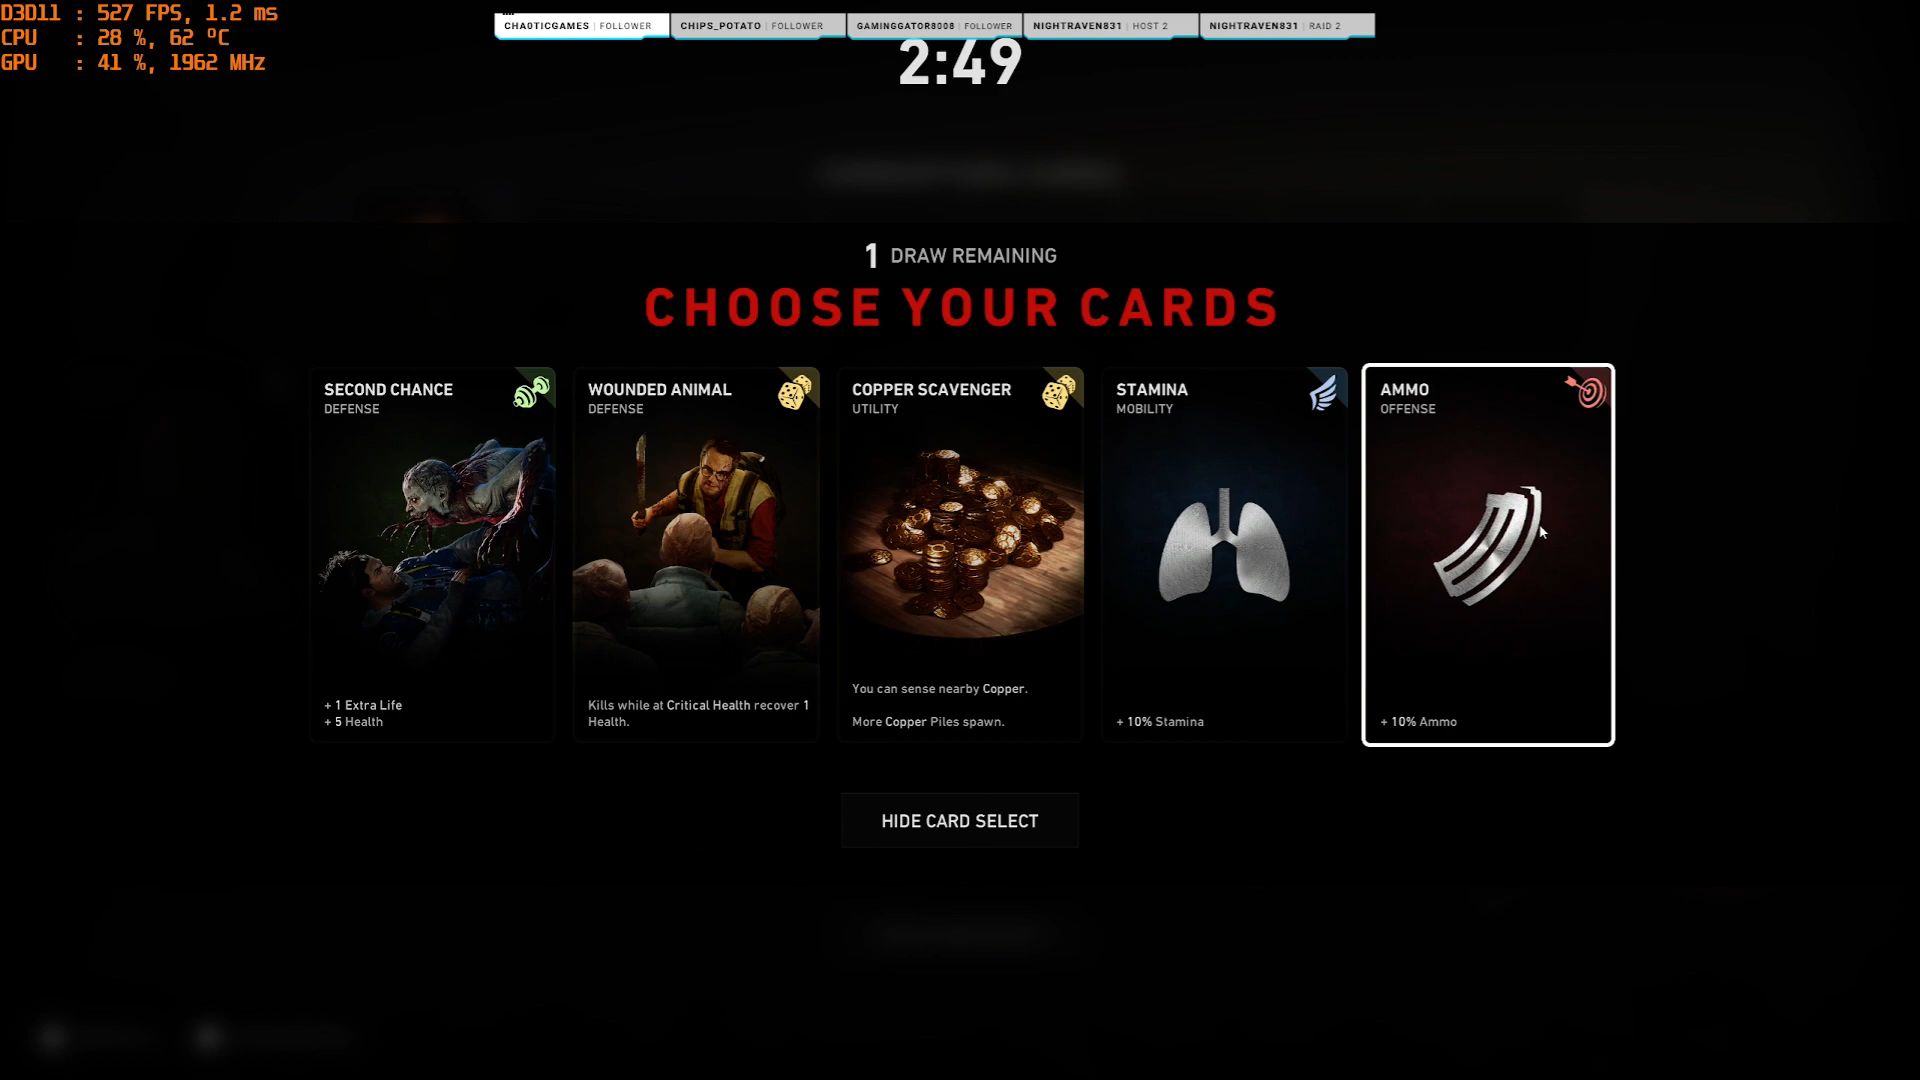 D3D11 : 527 FPS, 1.2 ms
CPU : 28 %, 62 ºC
GPU : 41 %, 1962 MHz
CHA0TICGAMES | FOLLOWER
CHIPS_POTATO | FOLLOWER
GAMINGGATOR8008 | FOLLOWER
NIGHTRAVEN831 | HOST 2
NIGHTRAVEN831 | RAID 2
2:49
1 DRAW REMAINING
CHOOSE YOUR CARDS
SECOND CHANCE
DEFENSE
+ 1 Extra Life
+ 5 Health
WOUNDED ANIMAL
DEFENSE
Kills while at Critical Health recover 1
Health.
COPPER SCAVENGER
UTILITY
You can sense nearby Copper.
More Copper Piles spawn.
STAMINA
MOBILITY
+ 10% Stamina
AMMO
OFFENSE
+ 10% Ammo
HIDE CARD SELECT